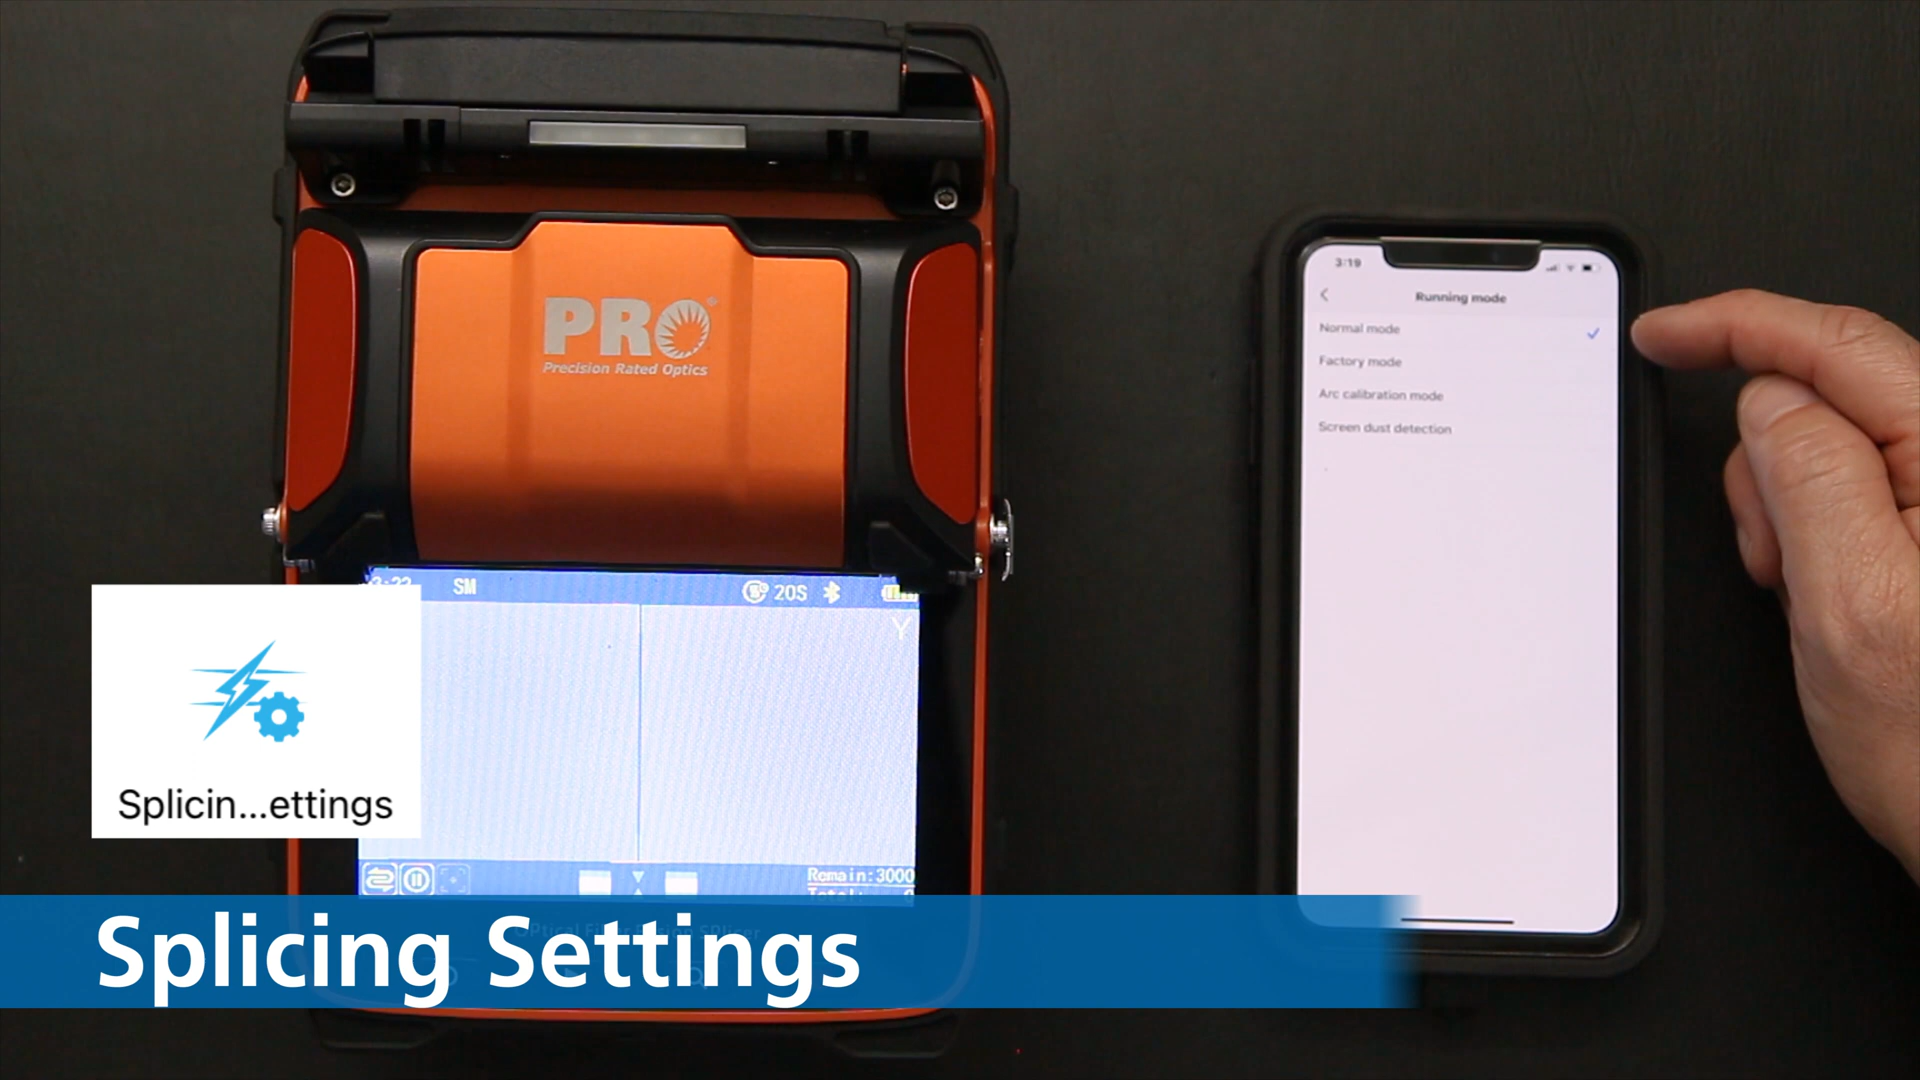 PRO®
Precision Rated Optics
3/19
Running mode
Normal mode
Factory mode
Arc calibration mode
Screen dust detection
SM
20S
Y
Splicin...ettings
Remain:3000
Splicing Settings